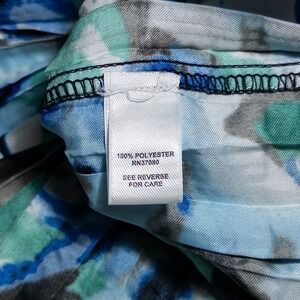 100% POLYESTER
RN37080
SEE REVERSE
FOR CARE